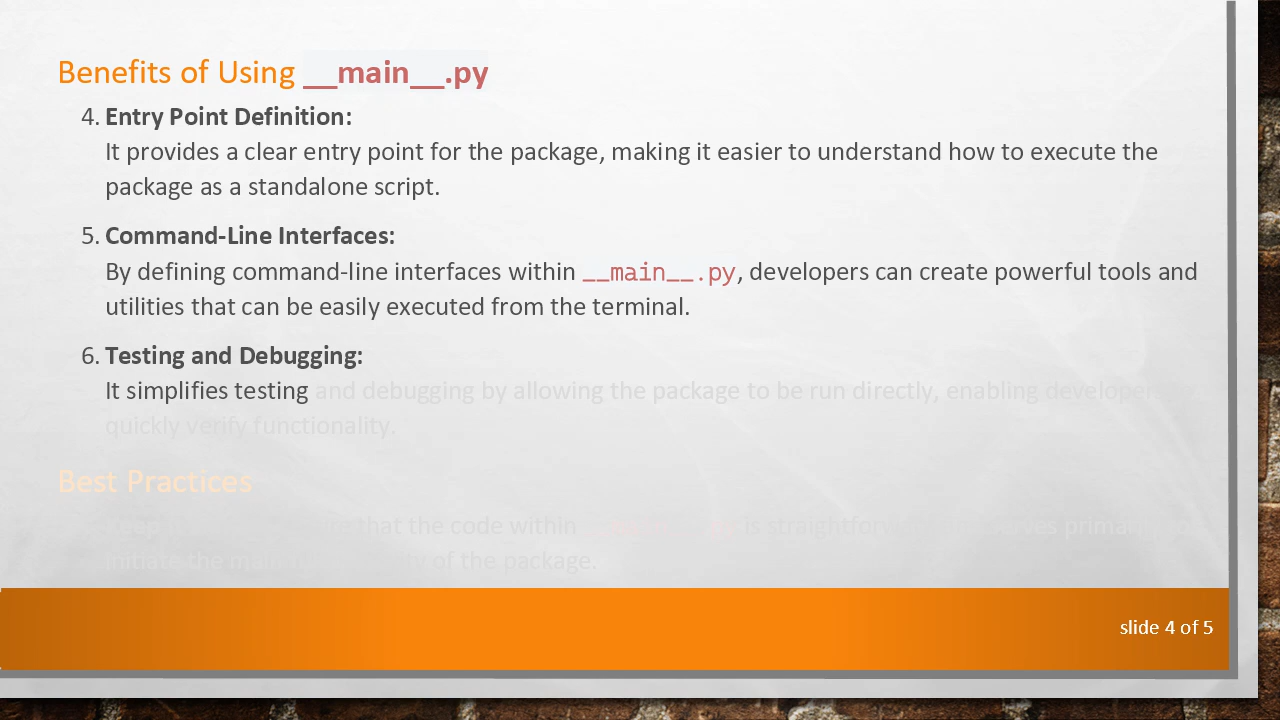 Benefits of Using __main__.py
4. Entry Point Definition:
It provides a clear entry point for the package, making it easier to understand how to execute the
package as a standalone script.
5. Command-Line Interfaces:
By defining command-line interfaces within __main__.py, developers can create powerful tools and
utilities that can be easily executed from the terminal.
6. Testing and Debugging:
It simplifies testing and debugging by allowing the package to be run directly, enabling developers
quickly verify functionality.
Best Practices
that the code within is
initiate the of the package.
slide 4 of 5